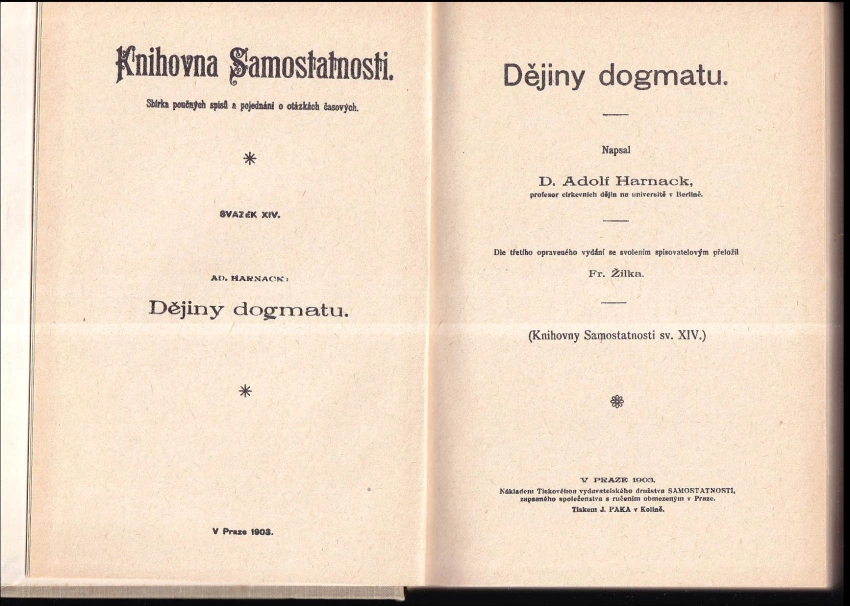 Knihovna Samostatnosti.
Sbírka poučných spisů a pojednání o otázkách časových.
SVAZEK XIV.
AD. HARNACK:
Dějiny dogmatu.
V Praze 1903.
Dějiny dogmatu.
Napsal
D. Adolf Harnack,
profesor církevních dějin na universitě v Berlíně.
Dle třetího opraveného vydání se svolením spisovatelovým přeložil
Fr. Žilka.
(Knihovny Samostatnosti sv. XIV.)
V PRAZE 1903.
Nákladem Tiskového a vydavatelského družstva SAMOSTATNOSTI,
zapsaného společenstva s ručením obmezeným v Praze.
Tiskem J. PAKA v Kolíně.